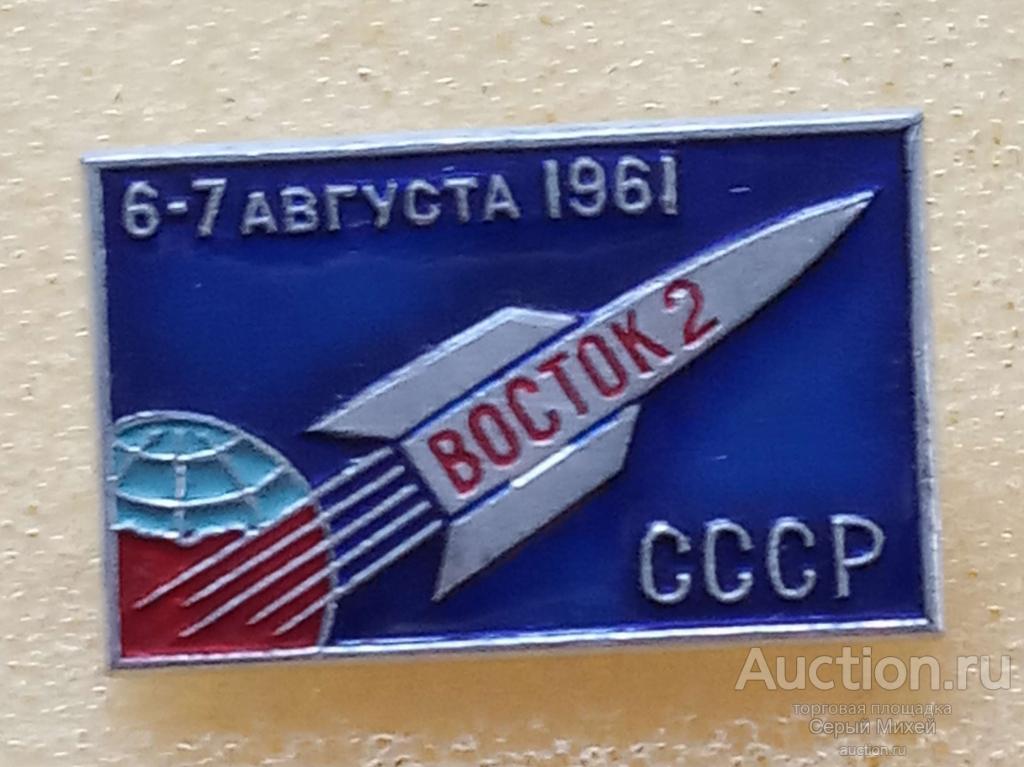 6-7 АВГУСТА 1961
ВОСТОК 2
СССР
Auction.ru
торговая площадка
Серый Михей
auction.ru